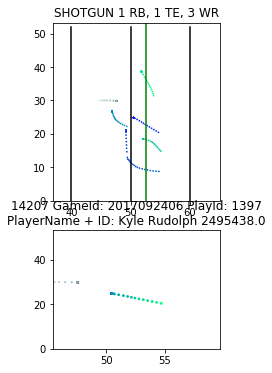 SHOTGUN 1 RB, 1 TE, 3 WR
50
40
30
20
10
0
40 50 60
14207 GameId: 2017092406 PlayId: 1397
PlayerName + ID: Kyle Rudolph 2495438.0
40
20
0
50 55